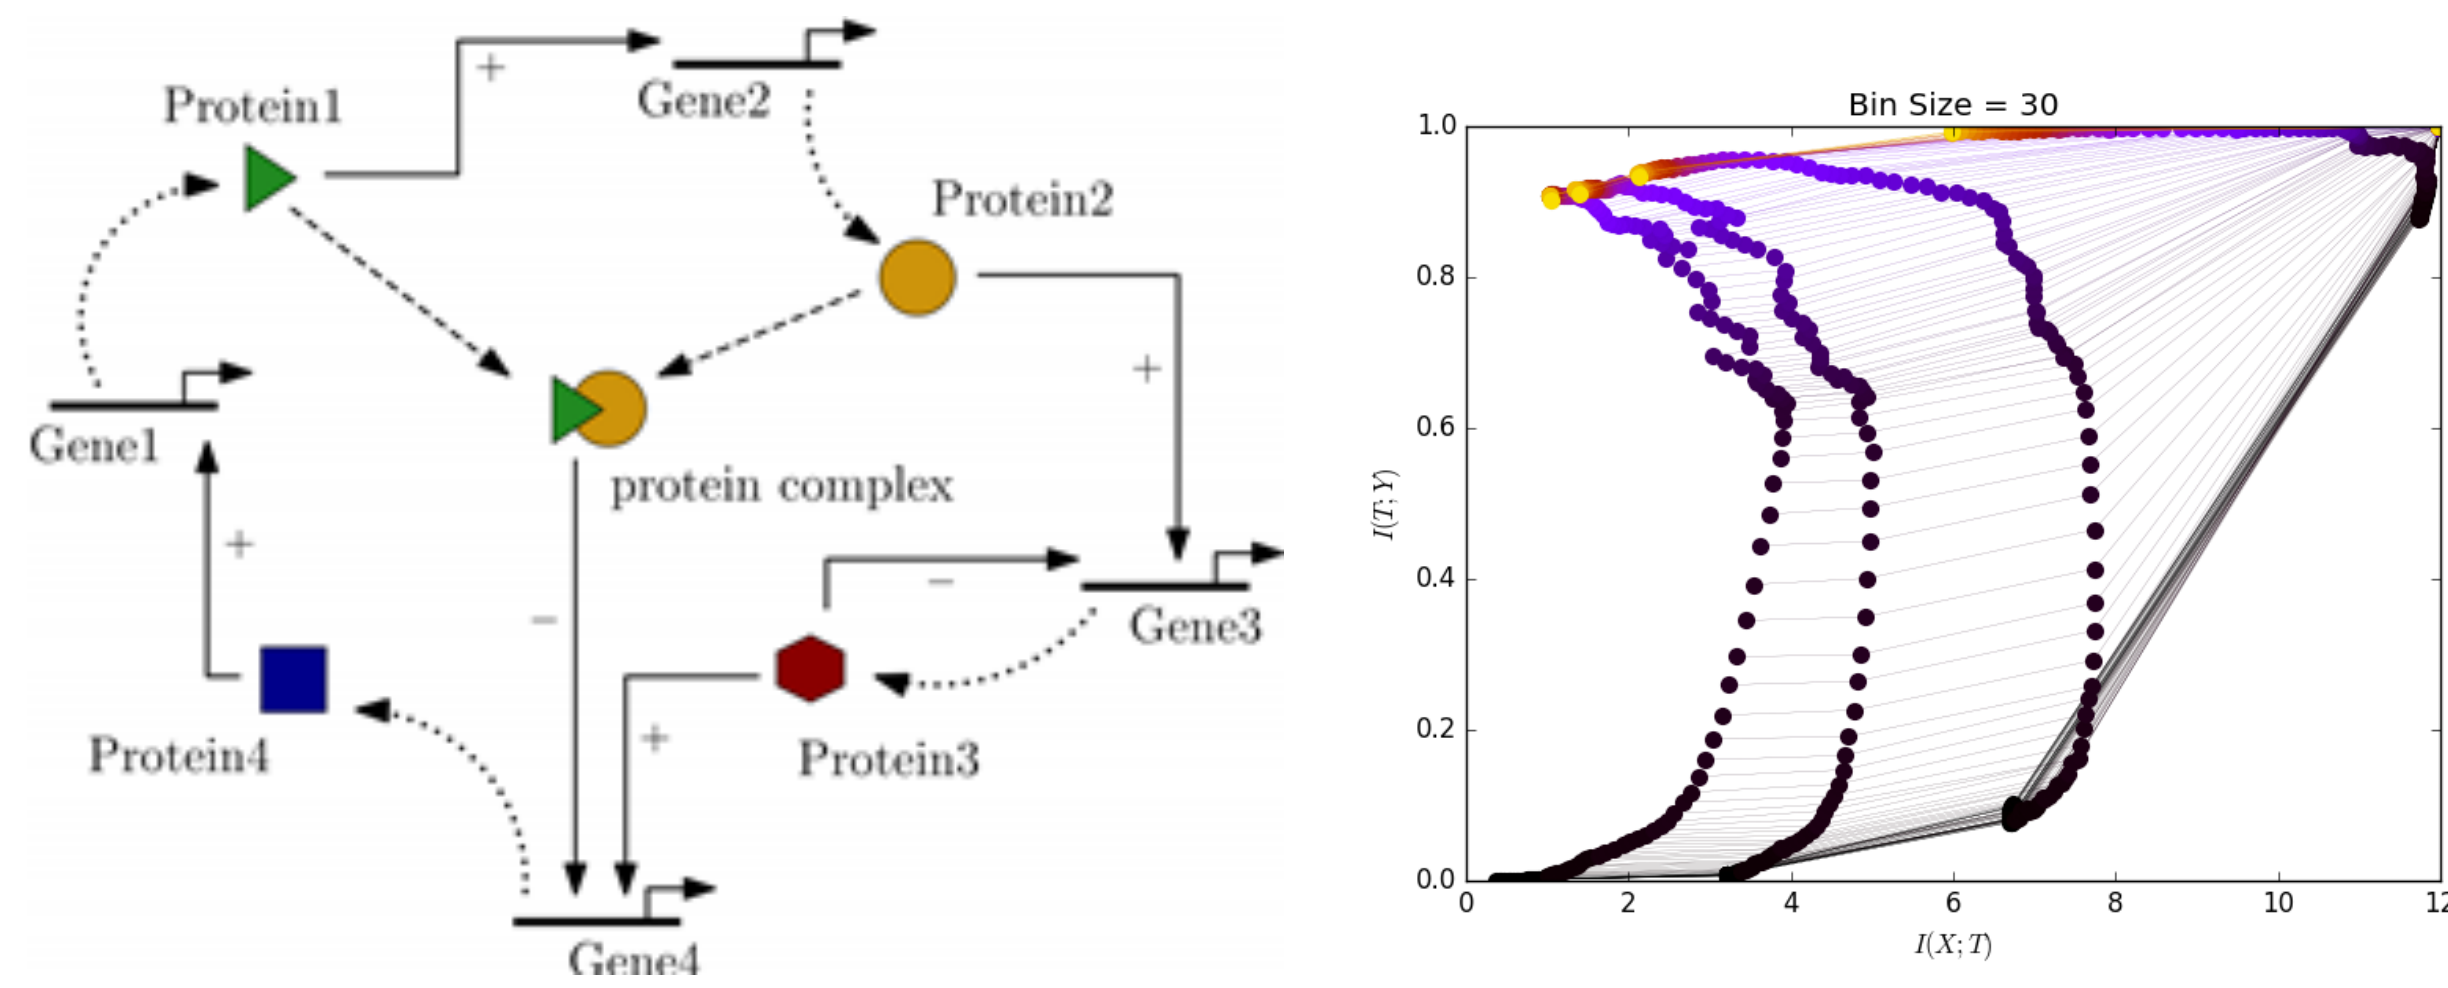 +
Gene2
Protein1
Protein2
+
Gene1
protein complex
+
−
−
Gene3
+
Protein4
Protein3
Gene4
Bin Size = 30
1.0
0.8
0.6
0.4
0.2
0.0
I(T;Y)
0 2 4 6 8 10 12
I(X;T)